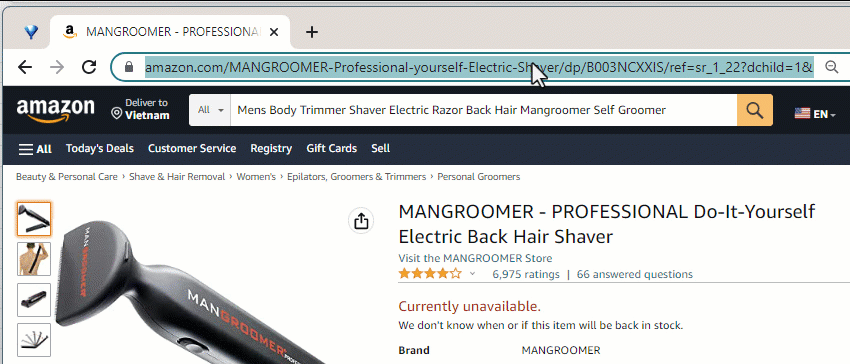 MANGROOMER - PROFESSIONA
amazon.com/MANGROOMER-Professional-yourself-Electric-Shaver/dp/B003NCXXIS/ref=sr_1_22?dchild=1&
amazon
Deliver to
Vietnam
All
Mens Body Trimmer Shaver Electric Razor Back Hair Mangroomer Self Groomer
EN
All Today's Deals Customer Service Registry Gift Cards Sell
Beauty & Personal Care › Shave & Hair Removal › Women's › Epilators, Groomers & Trimmers › Personal Groomers
MANGROOMER - PROFESSIONAL Do-It-Yourself
Electric Back Hair Shaver
Visit the MANGROOMER Store
6,975 ratings | 66 answered questions
Currently unavailable.
We don't know when or if this item will be back in stock.
Brand MANGROOMER
MANGROOMER
MANGROOMER